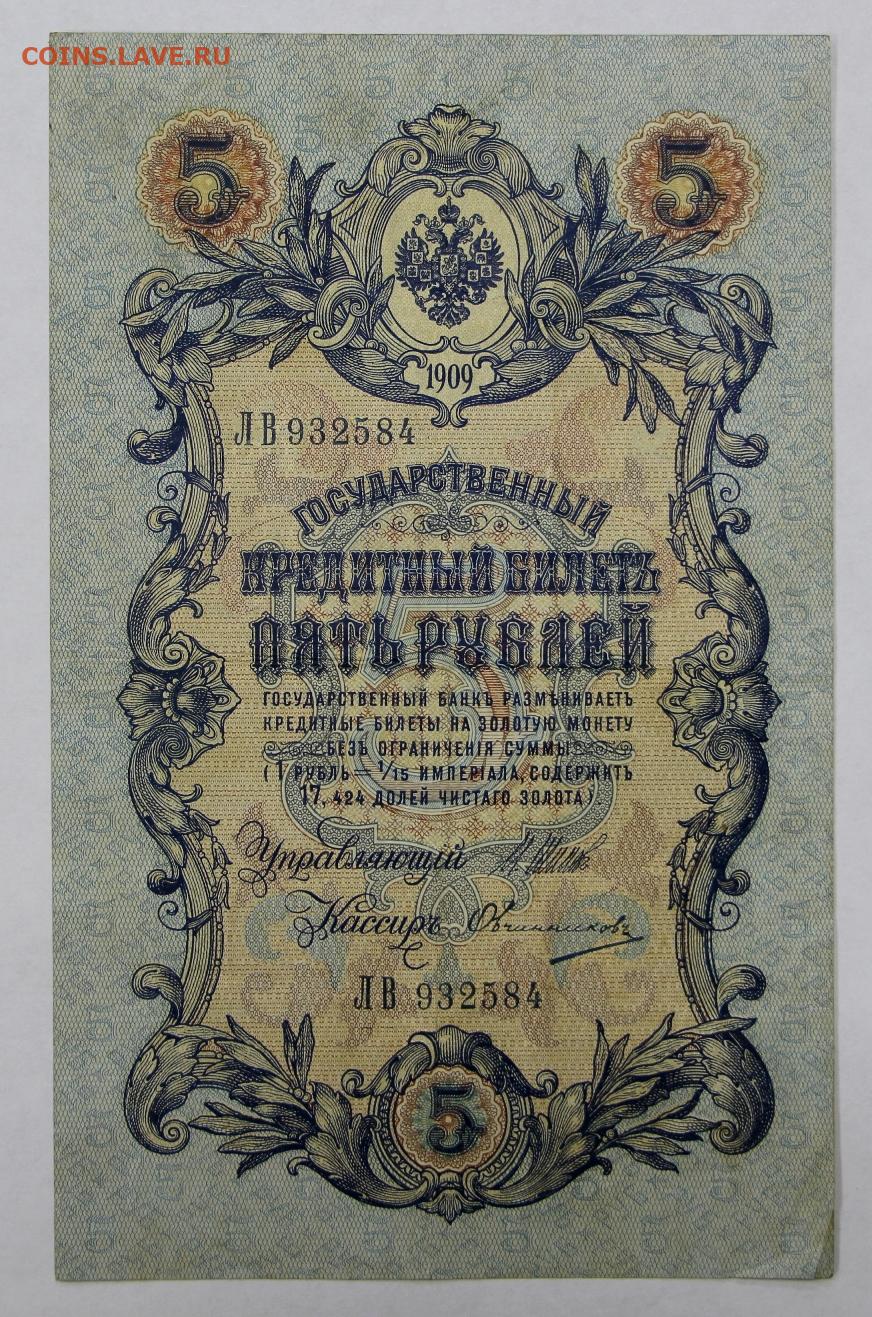 COINS.LAVE.RU
5 5
1909
ЛВ 932584
ГОСУДАРСТВЕННЫЙ
КРЕДИТНЫЙ БИЛЕТЪ
ПЯТЬ РУБЛЕЙ
ГОСУДАРСТВЕННЫЙ БАНКЪ РАЗМѢНИВАЕТЪ
КРЕДИТНЫЕ БИЛЕТЫ НА ЗОЛОТУЮ МОНЕТУ
БЕЗЪ ОГРАНИЧЕНІЯ СУММЫ
(1 РУБЛЬ = 1/15 ИМПЕРІАЛА, СОДЕРЖИТЪ
17,424 ДОЛЕЙ ЧИСТАГО ЗОЛОТА).
Управляющій
Кассиръ Овчинниковъ
ЛВ 932584
5